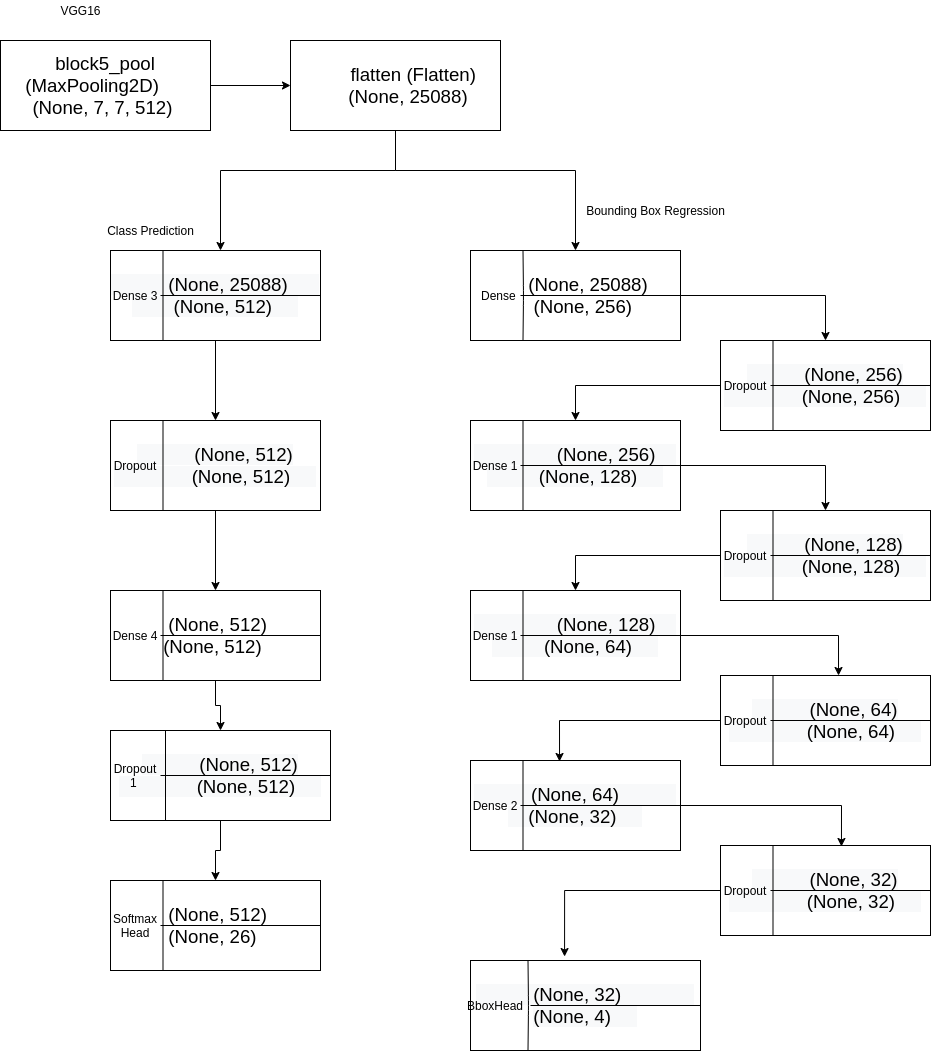 VGG16
block5_pool
(MaxPooling2D)
(None, 7, 7, 512)
flatten (Flatten)
(None, 25088)
Class Prediction
Dense 3
(None, 25088)
(None, 512)
Dropout
(None, 512)
(None, 512)
Dense 4
(None, 512)
(None, 512)
Dropout
1
(None, 512)
(None, 512)
Softmax
Head
(None, 512)
(None, 26)
Bounding Box Regression
Dense
(None, 25088)
(None, 256)
Dropout
(None, 256)
(None, 256)
Dense 1
(None, 256)
(None, 128)
Dropout
(None, 128)
(None, 128)
Dense 1
(None, 128)
(None, 64)
Dropout
(None, 64)
(None, 64)
Dense 2
(None, 64)
(None, 32)
Dropout
(None, 32)
(None, 32)
BboxHead
(None, 32)
(None, 4)